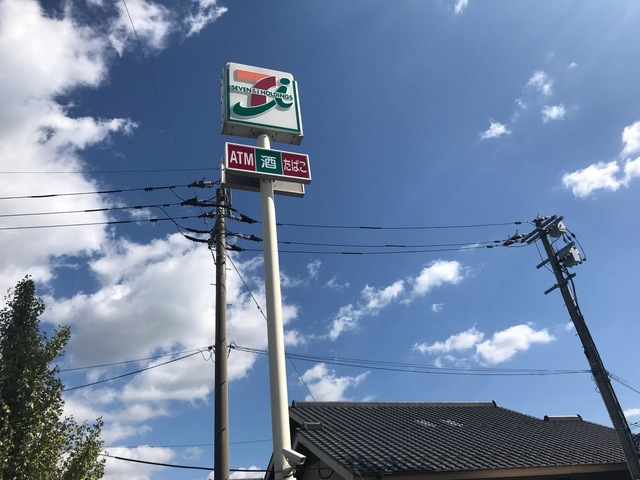 SEVEN & i HOLDINGS
ATM 酒 たばこ